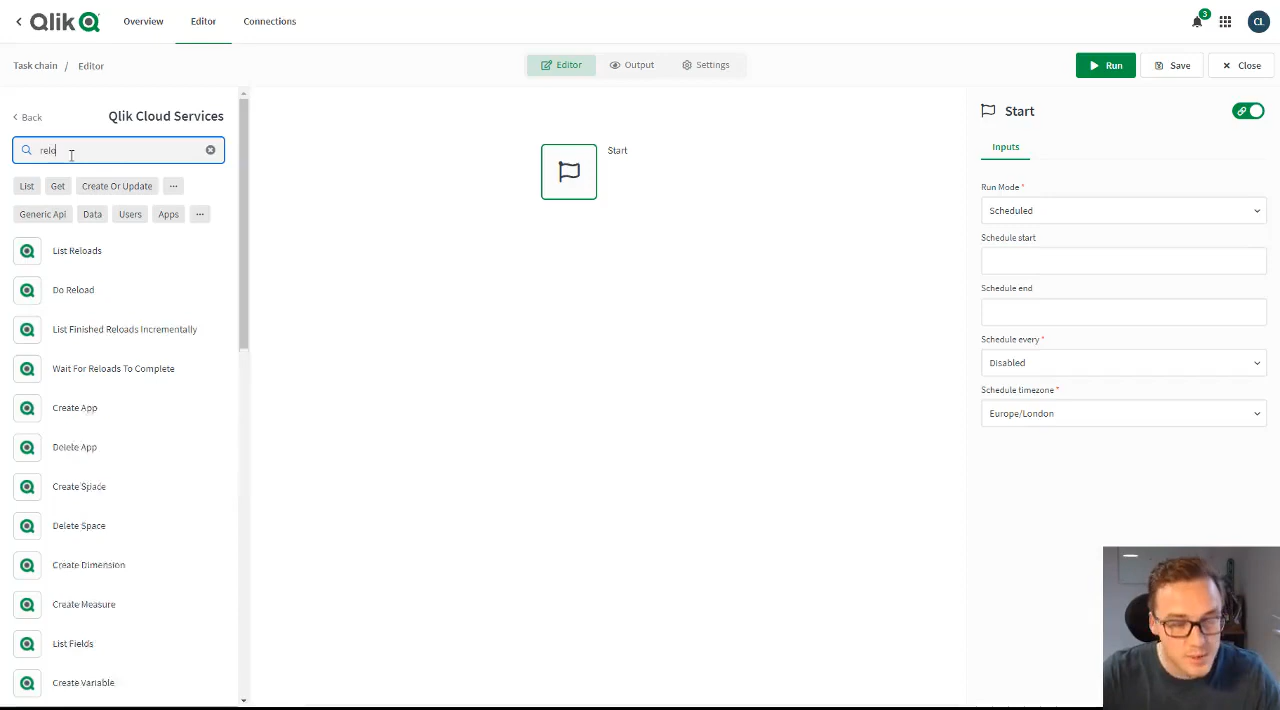 Qlik
Overview
Editor
Connections
3
CL
Task chain / Editor
Editor
Output
Settings
Run
Save
Close
Back
Qlik Cloud Services
relo
List
Get
Create Or Update
...
Generic Api
Data
Users
Apps
...
List Reloads
Do Reload
List Finished Reloads Incrementally
Wait For Reloads To Complete
Create App
Delete App
Create Space
Delete Space
Create Dimension
Create Measure
List Fields
Create Variable
Start
Start
Inputs
Run Mode *
Scheduled
Schedule start
Schedule end
Schedule every *
Disabled
Schedule timezone *
Europe/London